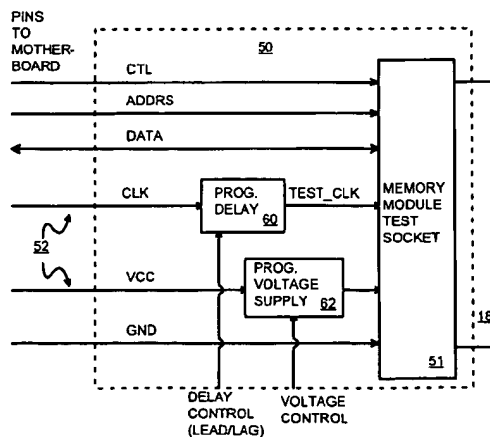 PINS
TO
MOTHER-
BOARD
50
CTL
ADDRS
DATA
CLK
PROG.
DELAY
60
TEST_CLK
MEMORY
MODULE
TEST
SOCKET
52
VCC
PROG.
VOLTAGE
SUPPLY
62
GND
51
18
DELAY
CONTROL
(LEAD/LAG)
VOLTAGE
CONTROL